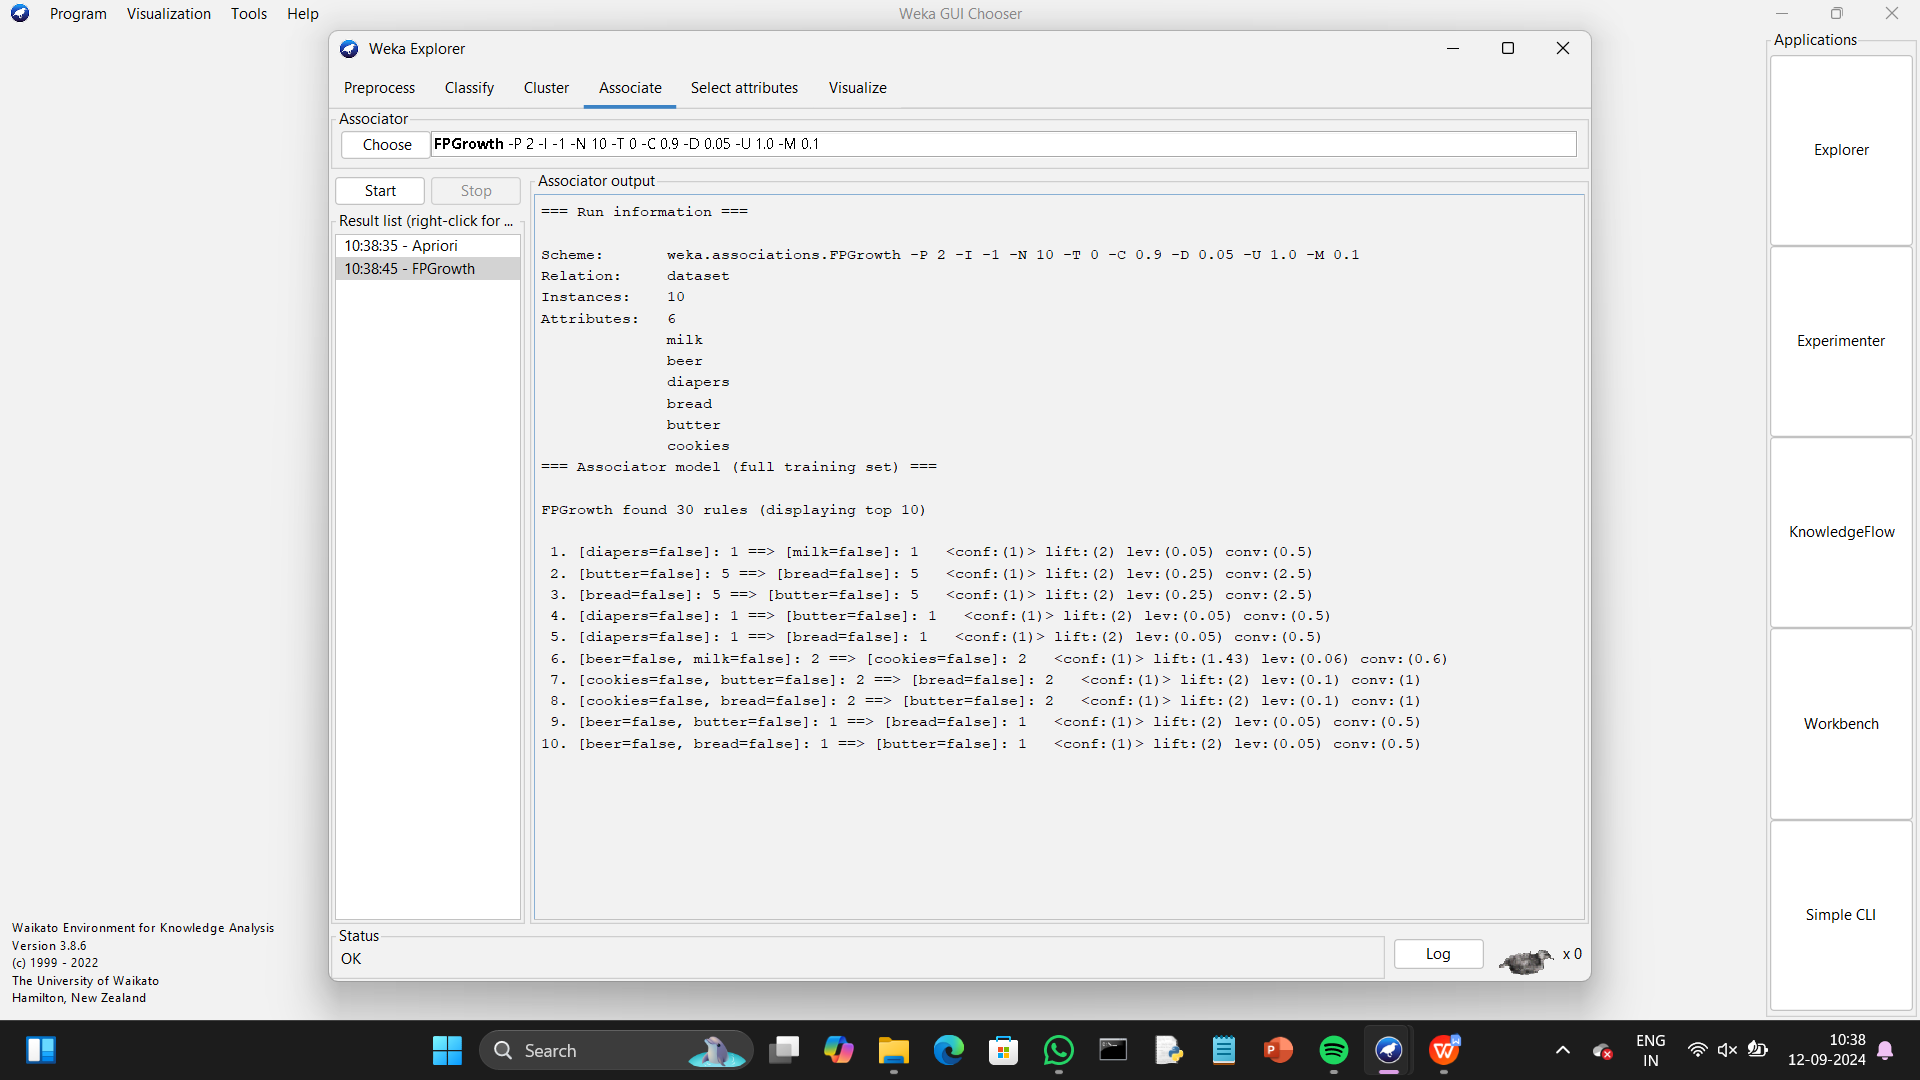 Program Visualization Tools Help
Weka GUI Chooser
Applications
Explorer
Experimenter
KnowledgeFlow
Workbench
Simple CLI
Weka Explorer
Preprocess Classify Cluster Associate Select attributes Visualize
Associator
Choose FPGrowth -P 2 -I -1 -N 10 -T 0 -C 0.9 -D 0.05 -U 1.0 -M 0.1
Start Stop
Result list (right-click for ...
10:38:35 - Apriori
10:38:45 - FPGrowth
Associator output
=== Run information ===
Scheme: weka.associations.FPGrowth -P 2 -I -1 -N 10 -T 0 -C 0.9 -D 0.05 -U 1.0 -M 0.1
Relation: dataset
Instances: 10
Attributes: 6
milk
beer
diapers
bread
butter
cookies
=== Associator model (full training set) ===
FPGrowth found 30 rules (displaying top 10)
1. [diapers=false]: 1 ==> [milk=false]: 1 <conf:(1)> lift:(2) lev:(0.05) conv:(0.5)
2. [butter=false]: 5 ==> [bread=false]: 5 <conf:(1)> lift:(2) lev:(0.25) conv:(2.5)
3. [bread=false]: 5 ==> [butter=false]: 5 <conf:(1)> lift:(2) lev:(0.25) conv:(2.5)
4. [diapers=false]: 1 ==> [butter=false]: 1 <conf:(1)> lift:(2) lev:(0.05) conv:(0.5)
5. [diapers=false]: 1 ==> [bread=false]: 1 <conf:(1)> lift:(2) lev:(0.05) conv:(0.5)
6. [beer=false, milk=false]: 2 ==> [cookies=false]: 2 <conf:(1)> lift:(1.43) lev:(0.06) conv:(0.6)
7. [cookies=false, butter=false]: 2 ==> [bread=false]: 2 <conf:(1)> lift:(2) lev:(0.1) conv:(1)
8. [cookies=false, bread=false]: 2 ==> [butter=false]: 2 <conf:(1)> lift:(2) lev:(0.1) conv:(1)
9. [beer=false, butter=false]: 1 ==> [bread=false]: 1 <conf:(1)> lift:(2) lev:(0.05) conv:(0.5)
10. [beer=false, bread=false]: 1 ==> [butter=false]: 1 <conf:(1)> lift:(2) lev:(0.05) conv:(0.5)
Status
OK
Log
x 0
Waikato Environment for Knowledge Analysis
Version 3.8.6
(c) 1999 - 2022
The University of Waikato
Hamilton, New Zealand
Search
ENG
IN
10:38
12-09-2024